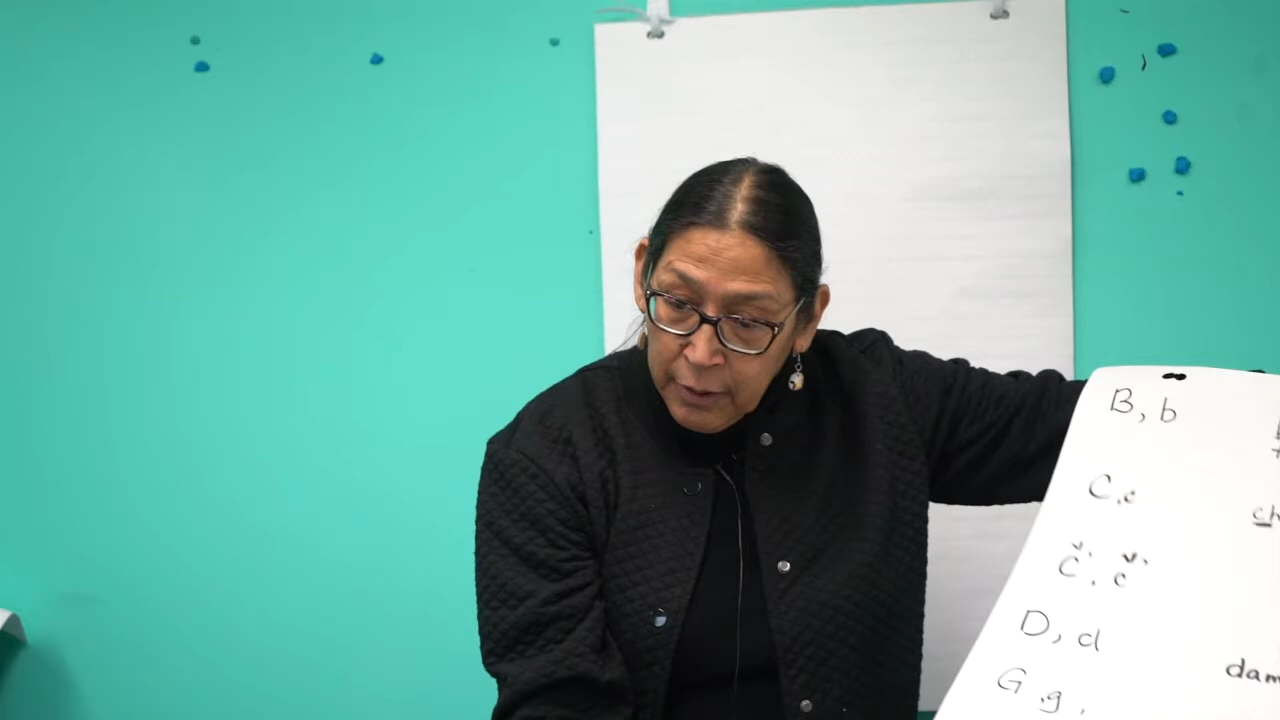 B, b
C, c
ch
Č', č'
D, d
dam
G, g,